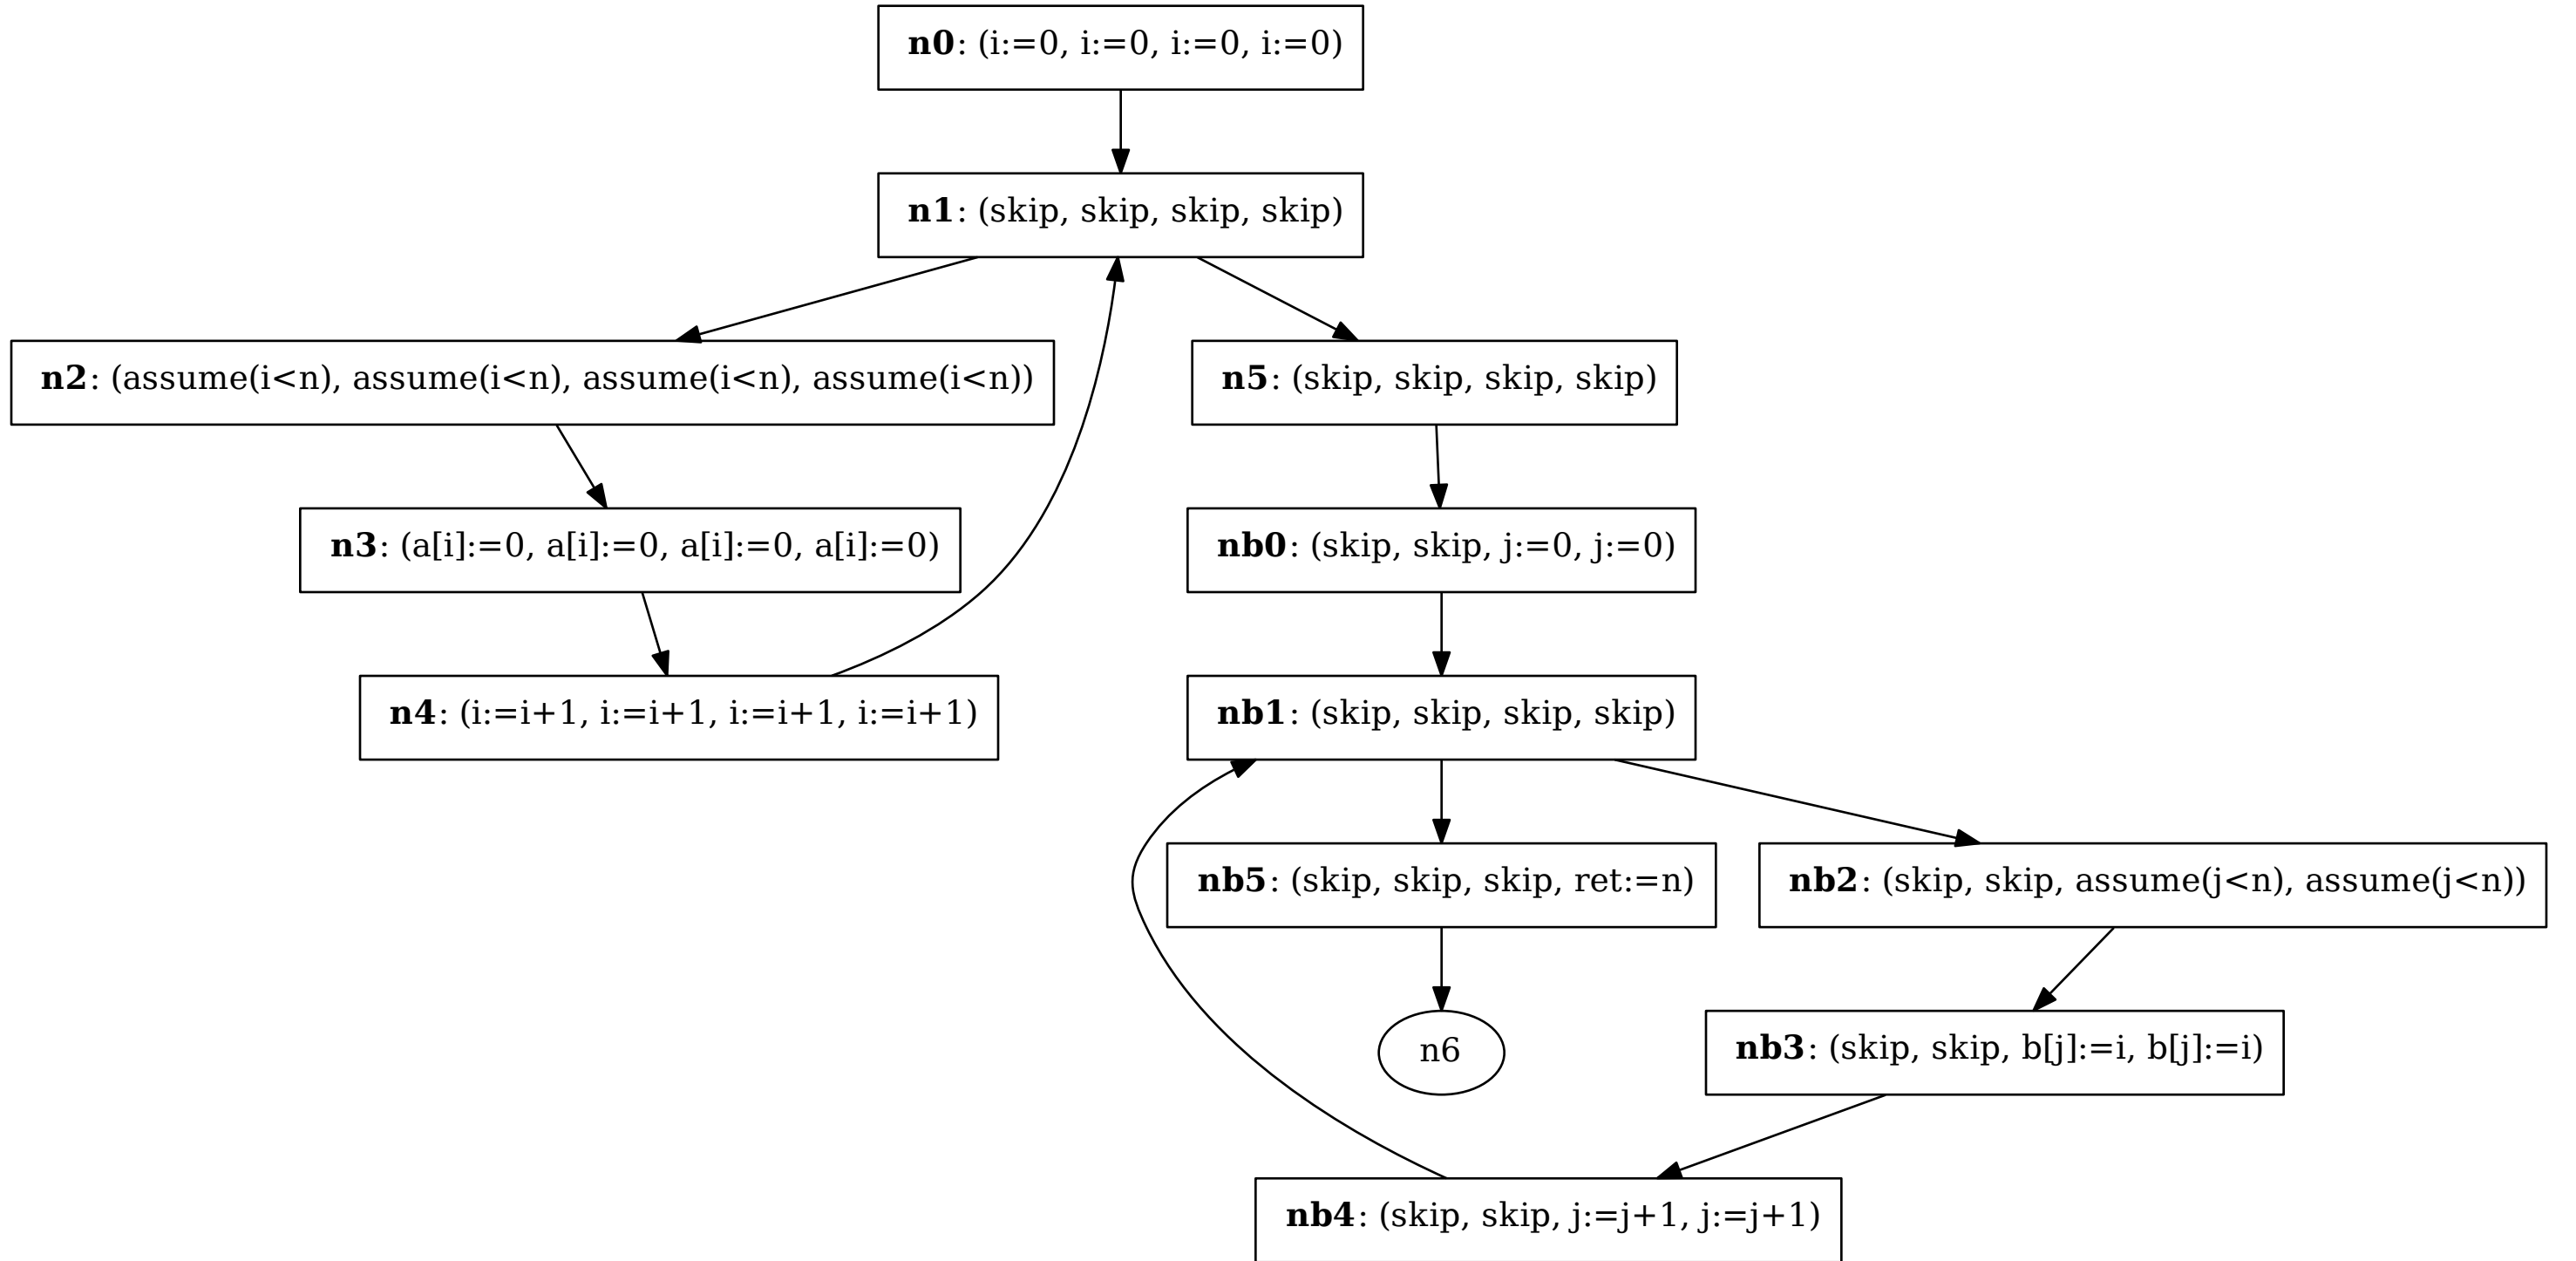 n0: (i:=0, i:=0, i:=0, i:=0)
n1: (skip, skip, skip, skip)
n2: (assume(i<n), assume(i<n), assume(i<n), assume(i<n))
n5: (skip, skip, skip, skip)
n3: (a[i]:=0, a[i]:=0, a[i]:=0, a[i]:=0)
nb0: (skip, skip, j:=0, j:=0)
n4: (i:=i+1, i:=i+1, i:=i+1, i:=i+1)
nb1: (skip, skip, skip, skip)
nb5: (skip, skip, skip, ret:=n)
nb2: (skip, skip, assume(j<n), assume(j<n))
n6
nb3: (skip, skip, b[j]:=i, b[j]:=i)
nb4: (skip, skip, j:=j+1, j:=j+1)